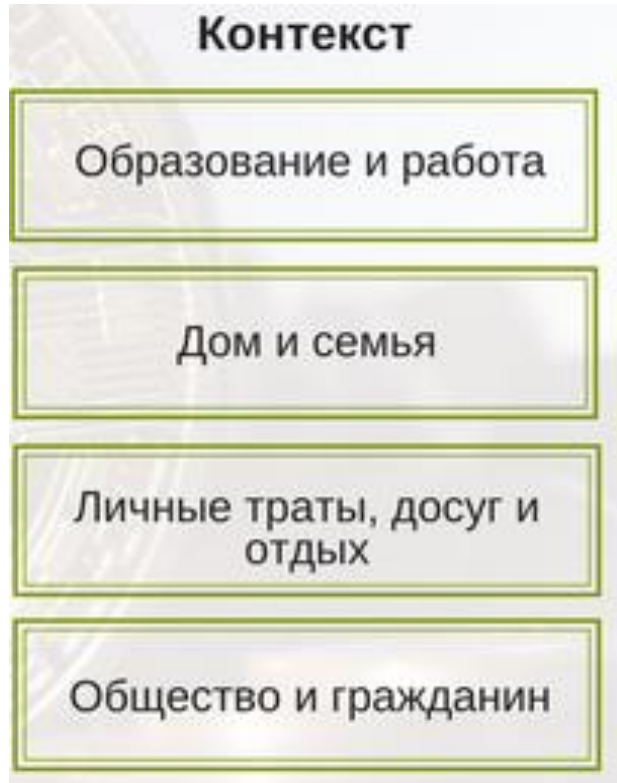 Контекст
Образование и работа
Дом и семья
Личные траты, досуг и
отдых
Общество и гражданин